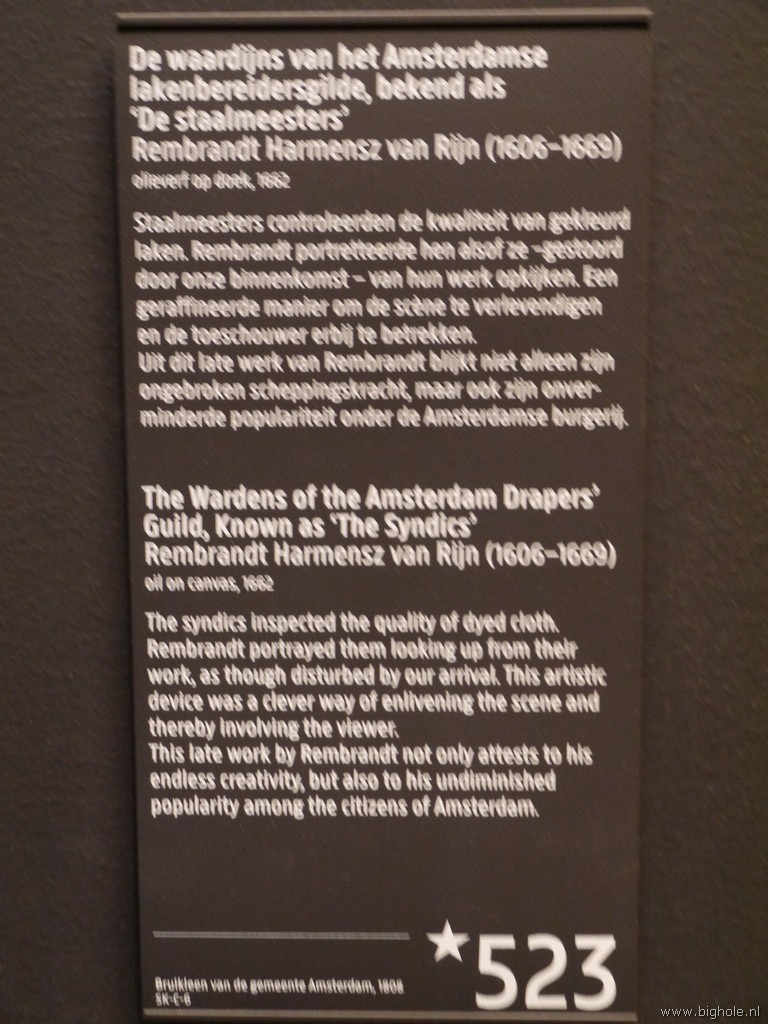 De waardijns van het Amsterdamse
lakenbereidersgilde, bekend als
‘De staalmeesters’
Rembrandt Harmensz van Rijn (1606–1669)
olieverf op doek, 1662
Staalmeesters controleerden de kwaliteit van gekleurd
laken. Rembrandt portretteerde hen alsof ze –gestoord
door onze binnenkomst – van hun werk opkijken. Een
geraffineerde manier om de scène te verlevendigen
en de toeschouwer erbij te betrekken.
Uit dit late werk van Rembrandt blijkt niet alleen zijn
ongebroken scheppingskracht, maar ook zijn onver-
minderde populariteit onder de Amsterdamse burgerij.
The Wardens of the Amsterdam Drapers’
Guild, Known as ‘The Syndics’
Rembrandt Harmensz van Rijn (1606–1669)
oil on canvas, 1662
The syndics inspected the quality of dyed cloth.
Rembrandt portrayed them looking up from their
work, as though disturbed by our arrival. This artistic
device was a clever way of enlivening the scene and
thereby involving the viewer.
This late work by Rembrandt not only attests to his
endless creativity, but also to his undiminished
popularity among the citizens of Amsterdam.
Bruikleen van de gemeente Amsterdam, 1808
SK-C-6
★523
www.bighole.nl